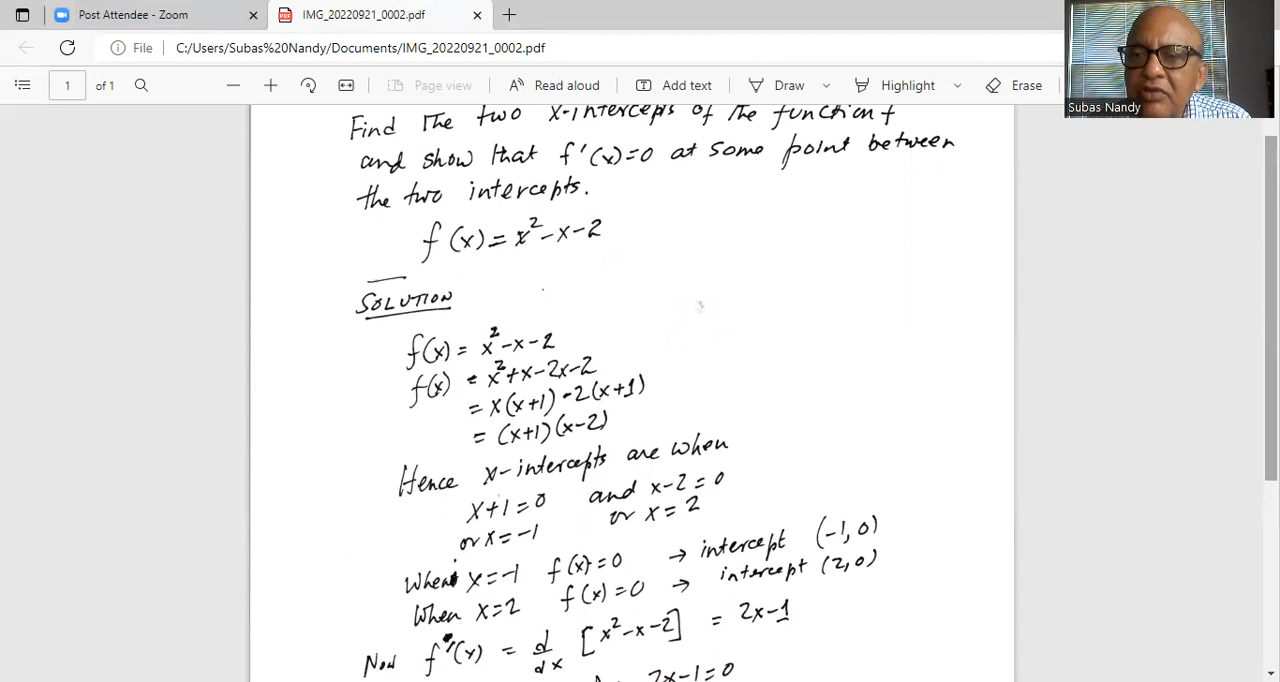 Post Attendee - Zoom
IMG_20220921_0002.pdf
File C:/Users/Subas%20Nandy/Documents/IMG_20220921_0002.pdf
1 of 1 Page view Read aloud Add text Draw Highlight Erase
Subas Nandy
Find the two x-intercepts of the function f
and show that f'(x)=0 at some point between
the two intercepts.
f(x) = x²-x-2
SOLUTION
f(x) = x²-x-2
f(x) = x²+x-2x-2
= x(x+1)-2(x+1)
= (x+1)(x-2)
Hence x-intercepts are when
x+1=0 and x-2=0
or x=-1 or x=2
When x=-1 f(x)=0 → intercept (-1,0)
When x=2 f(x)=0 → intercept (2,0)
Now f'(x) = d/dx [x²-x-2] = 2x-1
2x-1=0